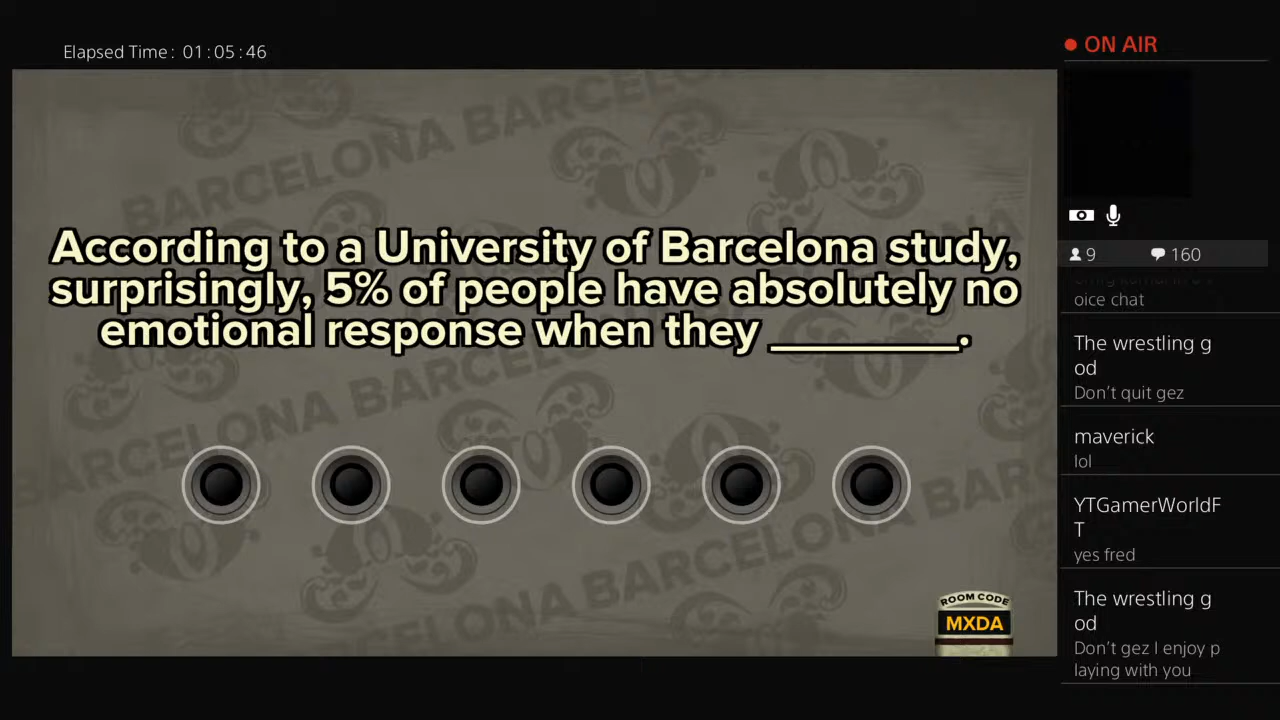 Elapsed Time: 01:05:46
ON AIR
BARCELONA BARCELONA
According to a University of Barcelona study,
surprisingly, 5% of people have absolutely no
emotional response when they ________.
ROOM CODE
MXDA
9 160
oice chat
The wrestling g
od
Don't quit gez
maverick
lol
YTGamerWorldF
T
yes fred
The wrestling g
od
Don't gez I enjoy p
laying with you